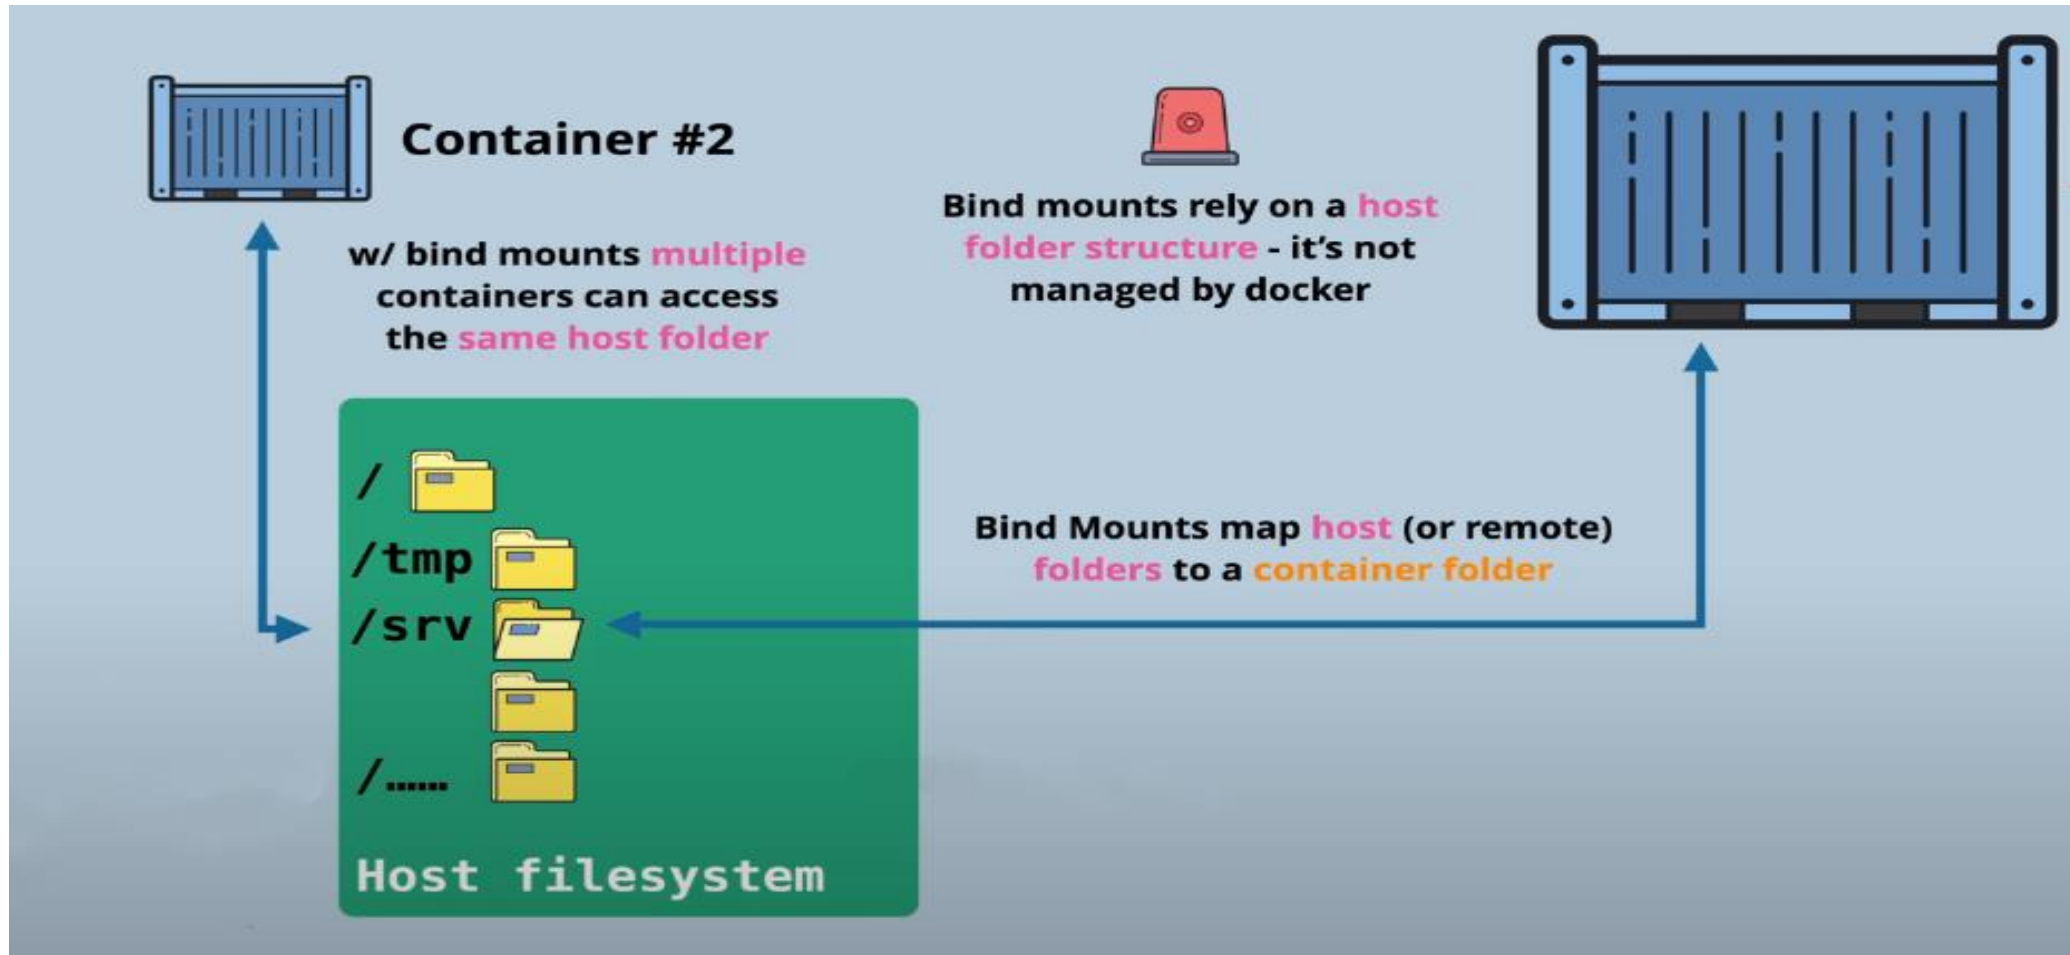 Container #2
w/ bind mounts multiple
containers can access
the same host folder
Bind mounts rely on a host
folder structure - it's not
managed by docker
Bind Mounts map host (or remote)
folders to a container folder
/
/tmp
/srv
/......
Host filesystem